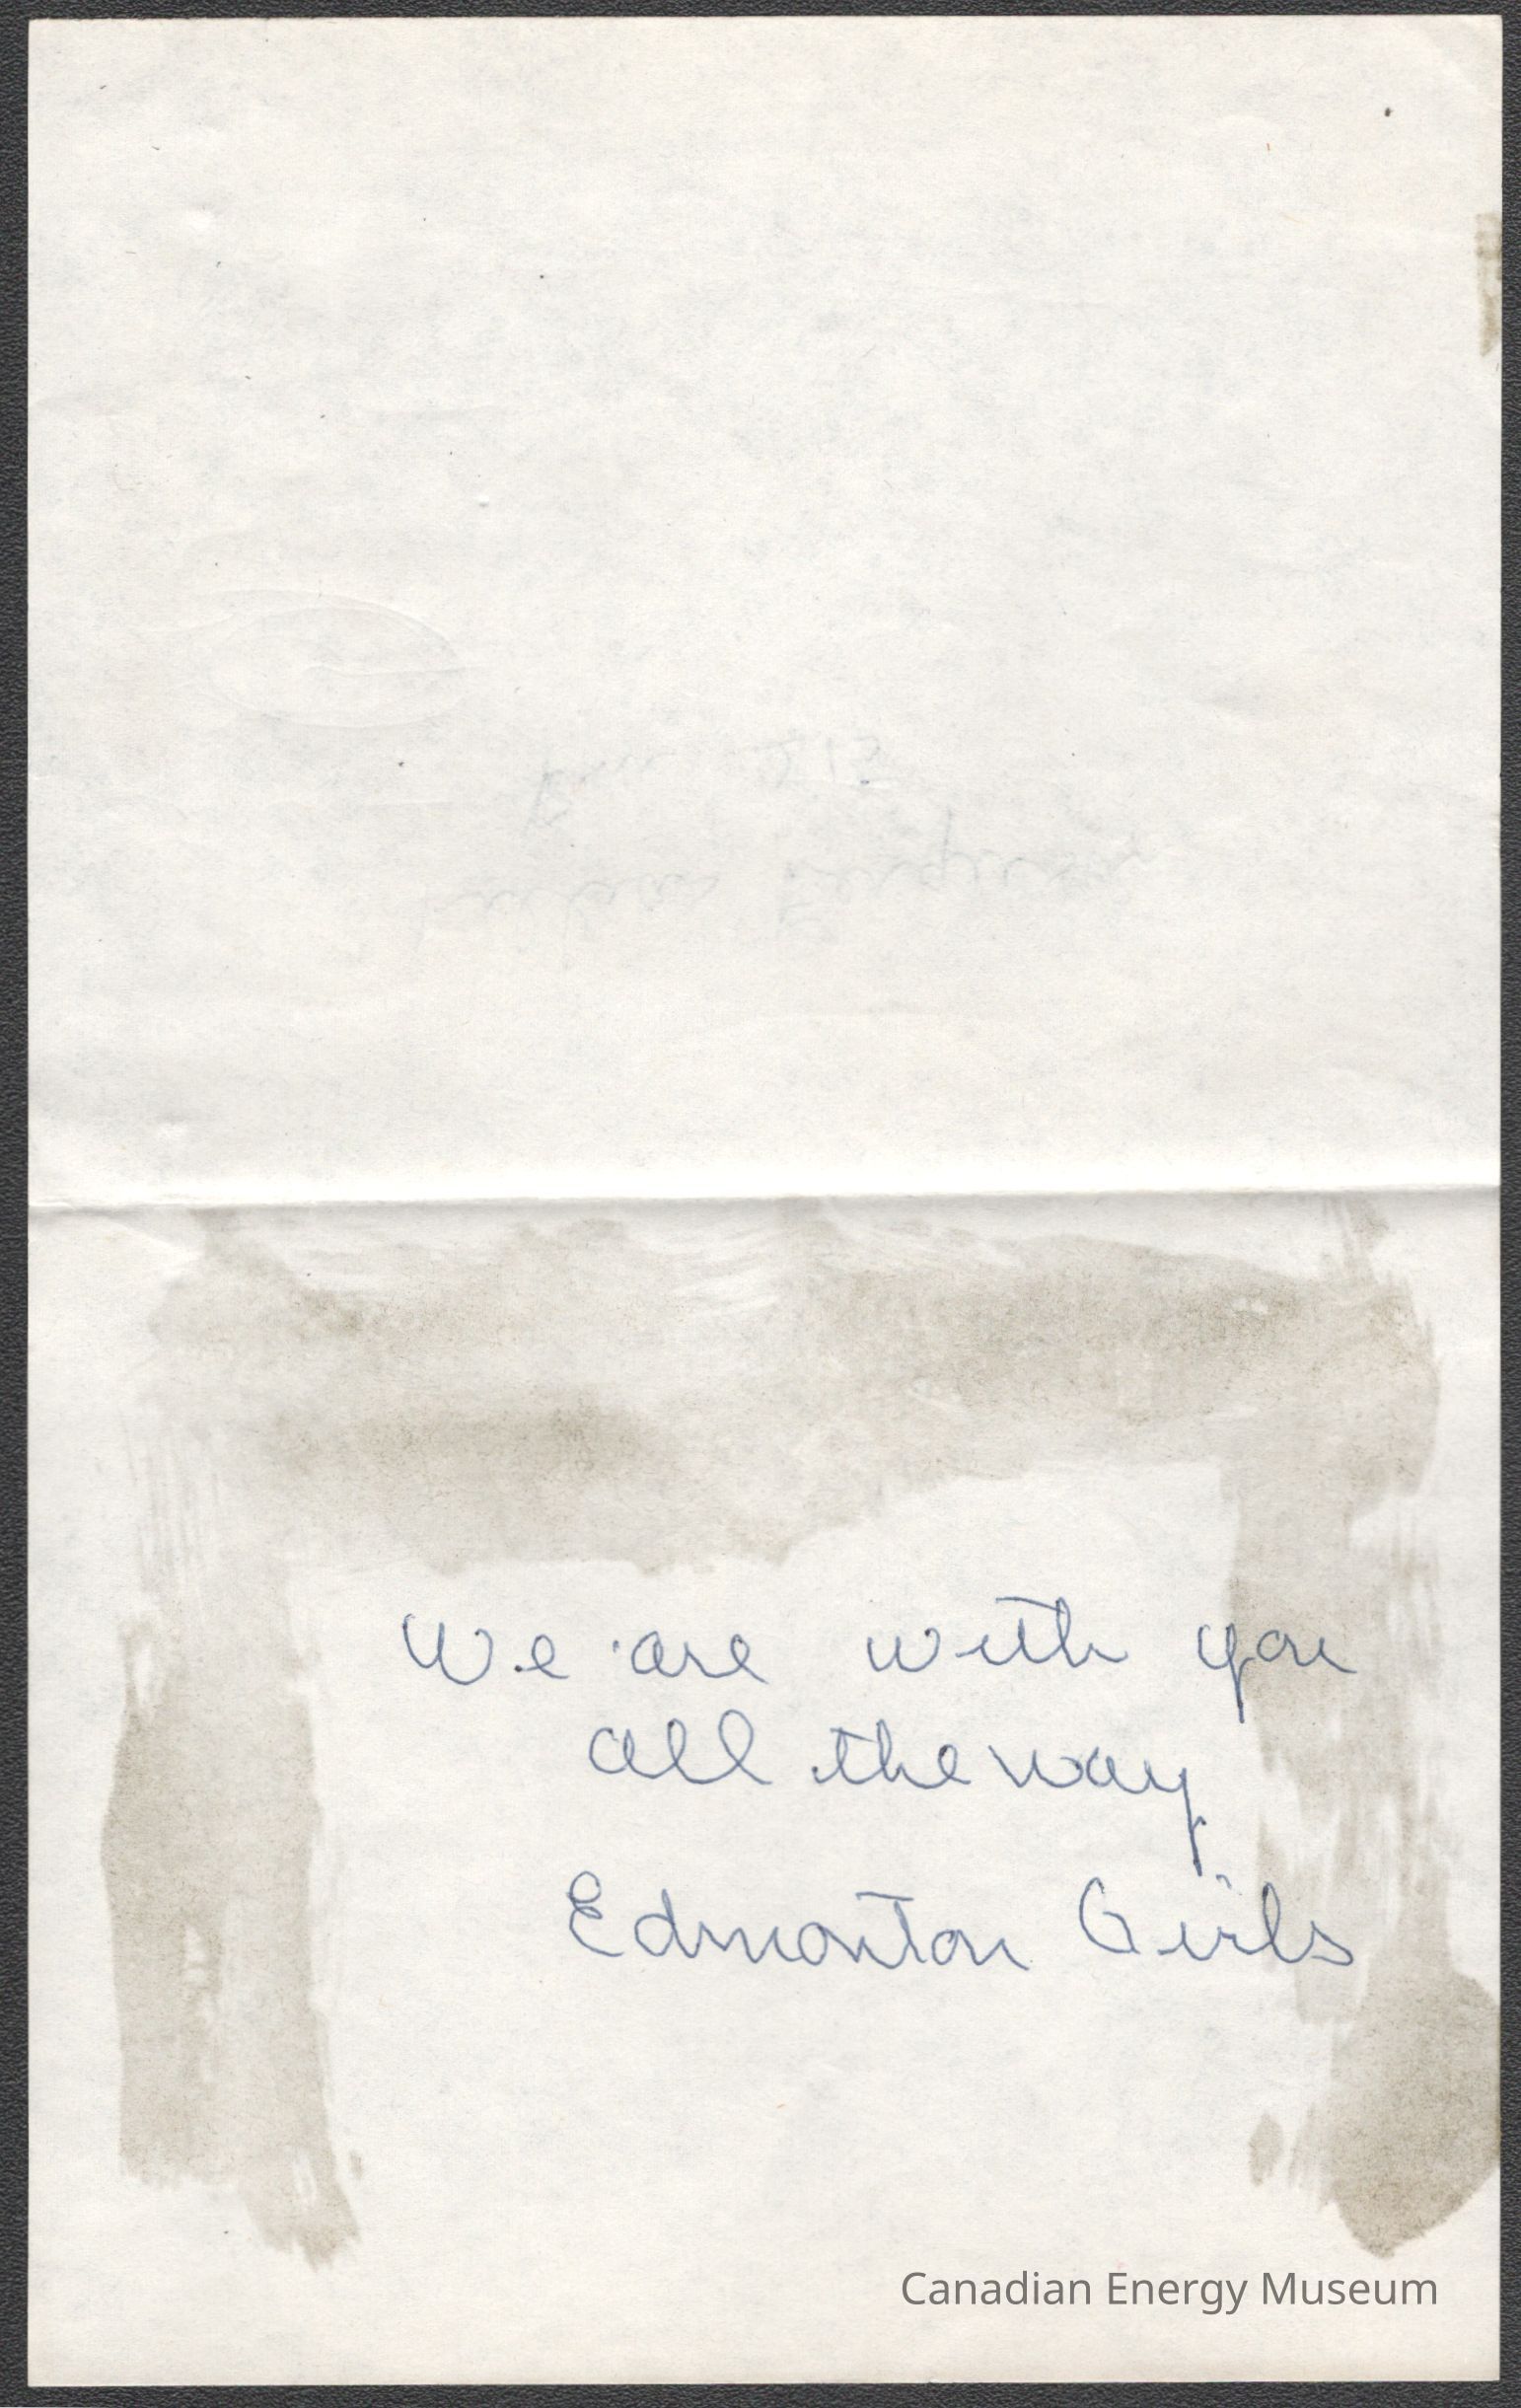 We are with you
all the way
Edmonton Girls
Canadian Energy Museum